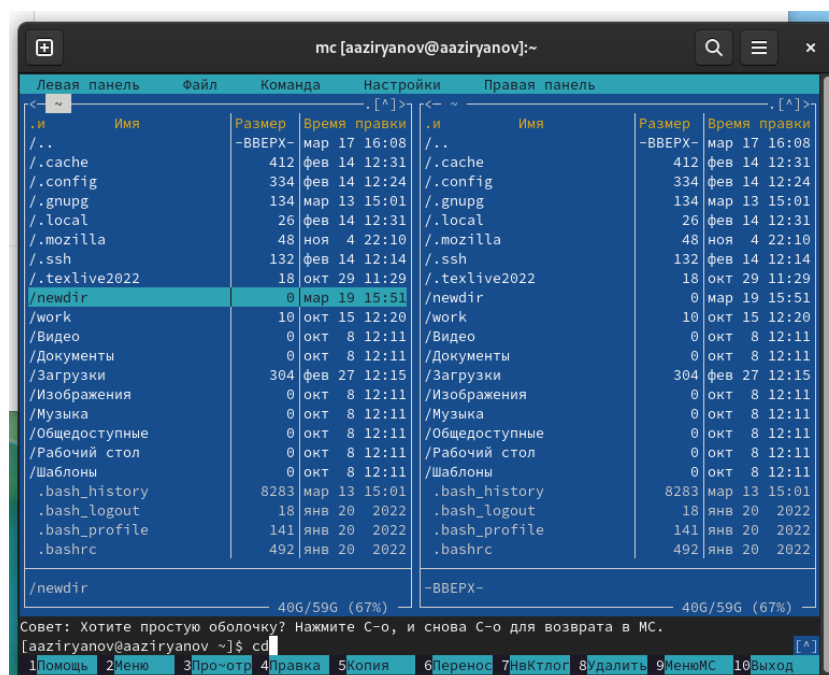 mc [aaziryanov@aaziryanov]:~
Левая панель Файл Команда Настройки Правая панель
<— ~ .[^]> <— ~ .[^]>
.и Имя Размер Время правки .и Имя Размер Время правки
/.. -ВВЕРХ- мар 17 16:08 /.. -ВВЕРХ- мар 17 16:08
/.cache 412 фев 14 12:31 /.cache 412 фев 14 12:31
/.config 334 фев 14 12:24 /.config 334 фев 14 12:24
/.gnupg 134 мар 13 15:01 /.gnupg 134 мар 13 15:01
/.local 26 фев 14 12:31 /.local 26 фев 14 12:31
/.mozilla 48 ноя 4 22:10 /.mozilla 48 ноя 4 22:10
/.ssh 132 фев 14 12:14 /.ssh 132 фев 14 12:14
/.texlive2022 18 окт 29 11:29 /.texlive2022 18 окт 29 11:29
/newdir 0 мар 19 15:51 /newdir 0 мар 19 15:51
/work 10 окт 15 12:20 /work 10 окт 15 12:20
/Видео 0 окт 8 12:11 /Видео 0 окт 8 12:11
/Документы 0 окт 8 12:11 /Документы 0 окт 8 12:11
/Загрузки 304 фев 27 12:15 /Загрузки 304 фев 27 12:15
/Изображения 0 окт 8 12:11 /Изображения 0 окт 8 12:11
/Музыка 0 окт 8 12:11 /Музыка 0 окт 8 12:11
/Общедоступные 0 окт 8 12:11 /Общедоступные 0 окт 8 12:11
/Рабочий стол 0 окт 8 12:11 /Рабочий стол 0 окт 8 12:11
/Шаблоны 0 окт 8 12:11 /Шаблоны 0 окт 8 12:11
.bash_history 8283 мар 13 15:01 .bash_history 8283 мар 13 15:01
.bash_logout 18 янв 20 2022 .bash_logout 18 янв 20 2022
.bash_profile 141 янв 20 2022 .bash_profile 141 янв 20 2022
.bashrc 492 янв 20 2022 .bashrc 492 янв 20 2022
/newdir -ВВЕРХ-
40G/59G (67%) 40G/59G (67%)
Совет: Хотите простую оболочку? Нажмите C-o, и снова C-o для возврата в MC.
[aaziryanov@aaziryanov ~]$ cd [^]
1Помощь 2Меню 3Про~отр 4Правка 5Копия 6Перенос 7НвКтлог 8Удалить 9МенюMC 10Выход